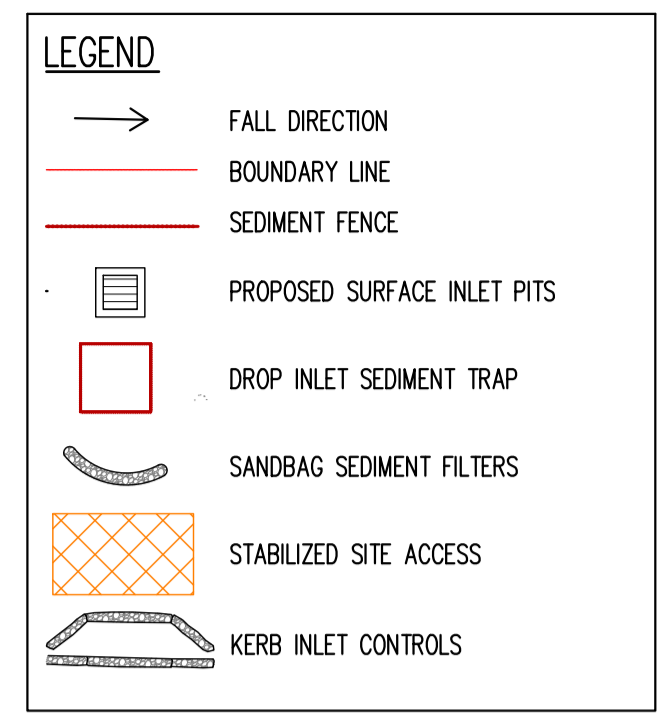 LEGEND
FALL DIRECTION
BOUNDARY LINE
SEDIMENT FENCE
PROPOSED SURFACE INLET PITS
DROP INLET SEDIMENT TRAP
SANDBAG SEDIMENT FILTERS
STABILIZED SITE ACCESS
KERB INLET CONTROLS